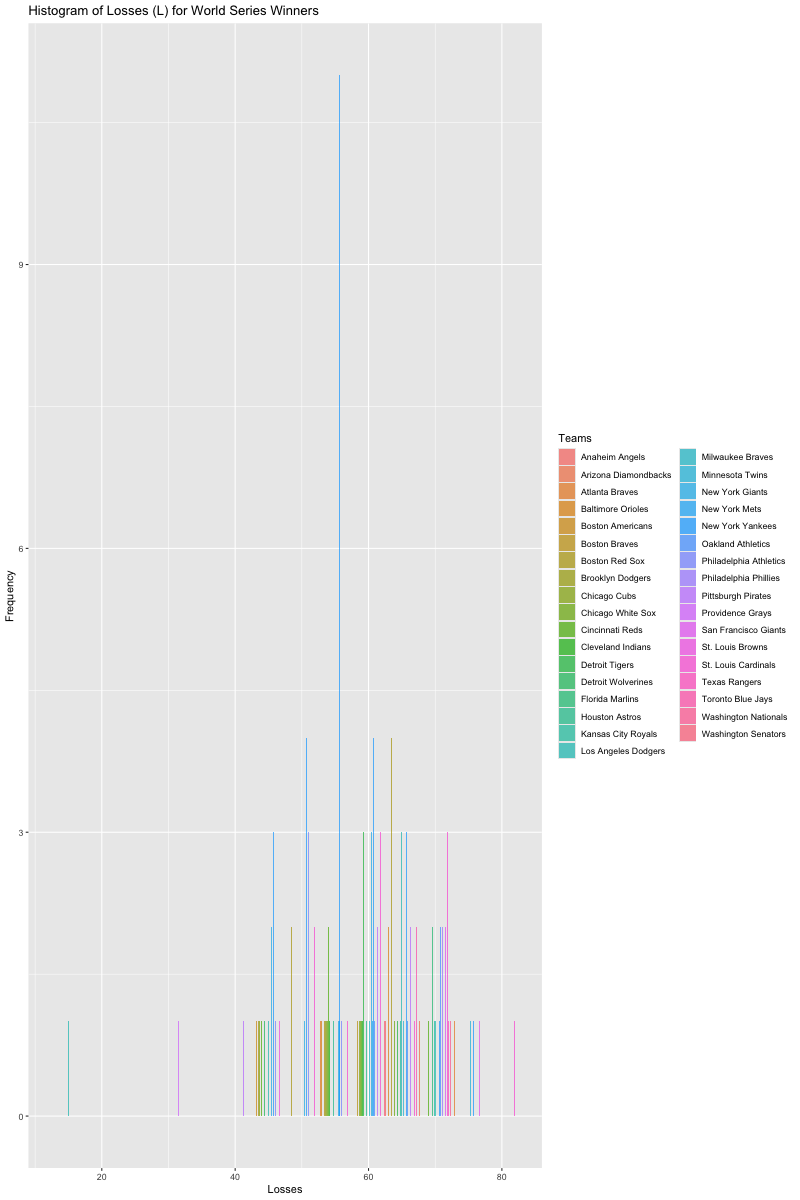 Histogram of Losses (L) for World Series Winners
9
6
3
0
Frequency
20 40 60 80
Losses
Teams
Anaheim Angels
Arizona Diamondbacks
Atlanta Braves
Baltimore Orioles
Boston Americans
Boston Braves
Boston Red Sox
Brooklyn Dodgers
Chicago Cubs
Chicago White Sox
Cincinnati Reds
Cleveland Indians
Detroit Tigers
Detroit Wolverines
Florida Marlins
Houston Astros
Kansas City Royals
Los Angeles Dodgers
Milwaukee Braves
Minnesota Twins
New York Giants
New York Mets
New York Yankees
Oakland Athletics
Philadelphia Athletics
Philadelphia Phillies
Pittsburgh Pirates
Providence Grays
San Francisco Giants
St. Louis Browns
St. Louis Cardinals
Texas Rangers
Toronto Blue Jays
Washington Nationals
Washington Senators